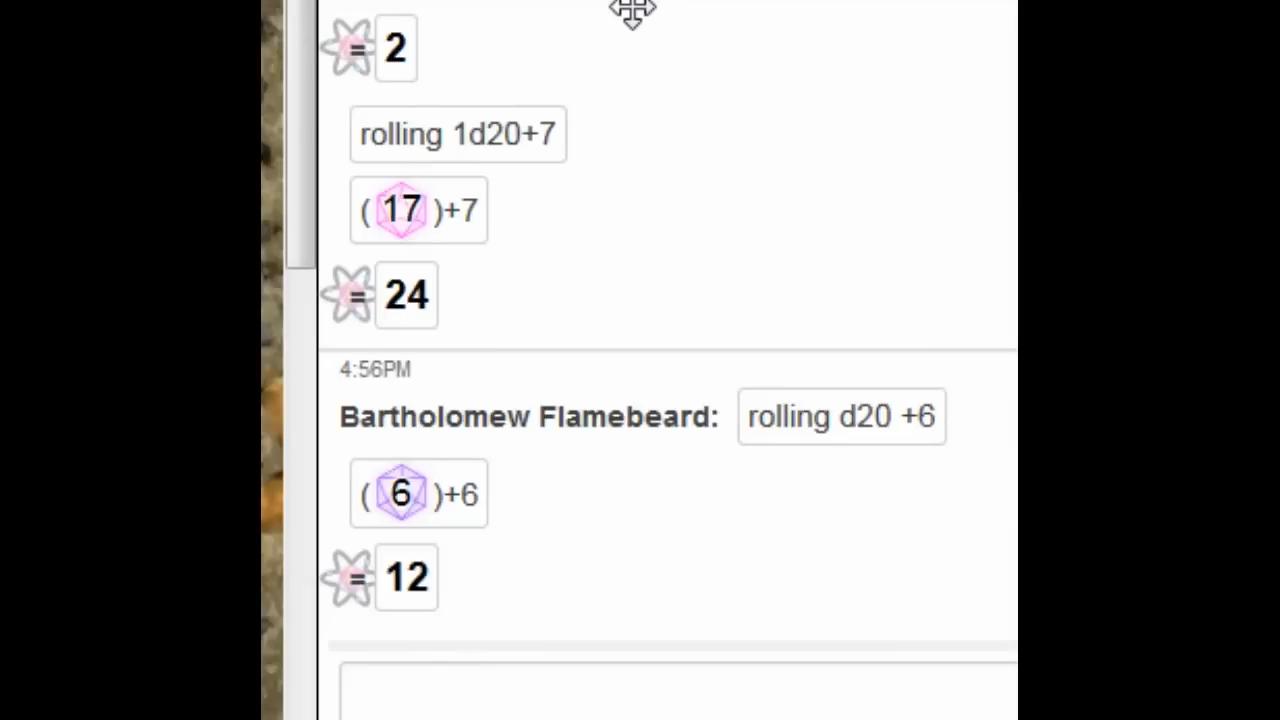 = 2
rolling 1d20+7
(17)+7
= 24
4:56PM
Bartholomew Flamebeard: rolling d20 +6
(6)+6
= 12